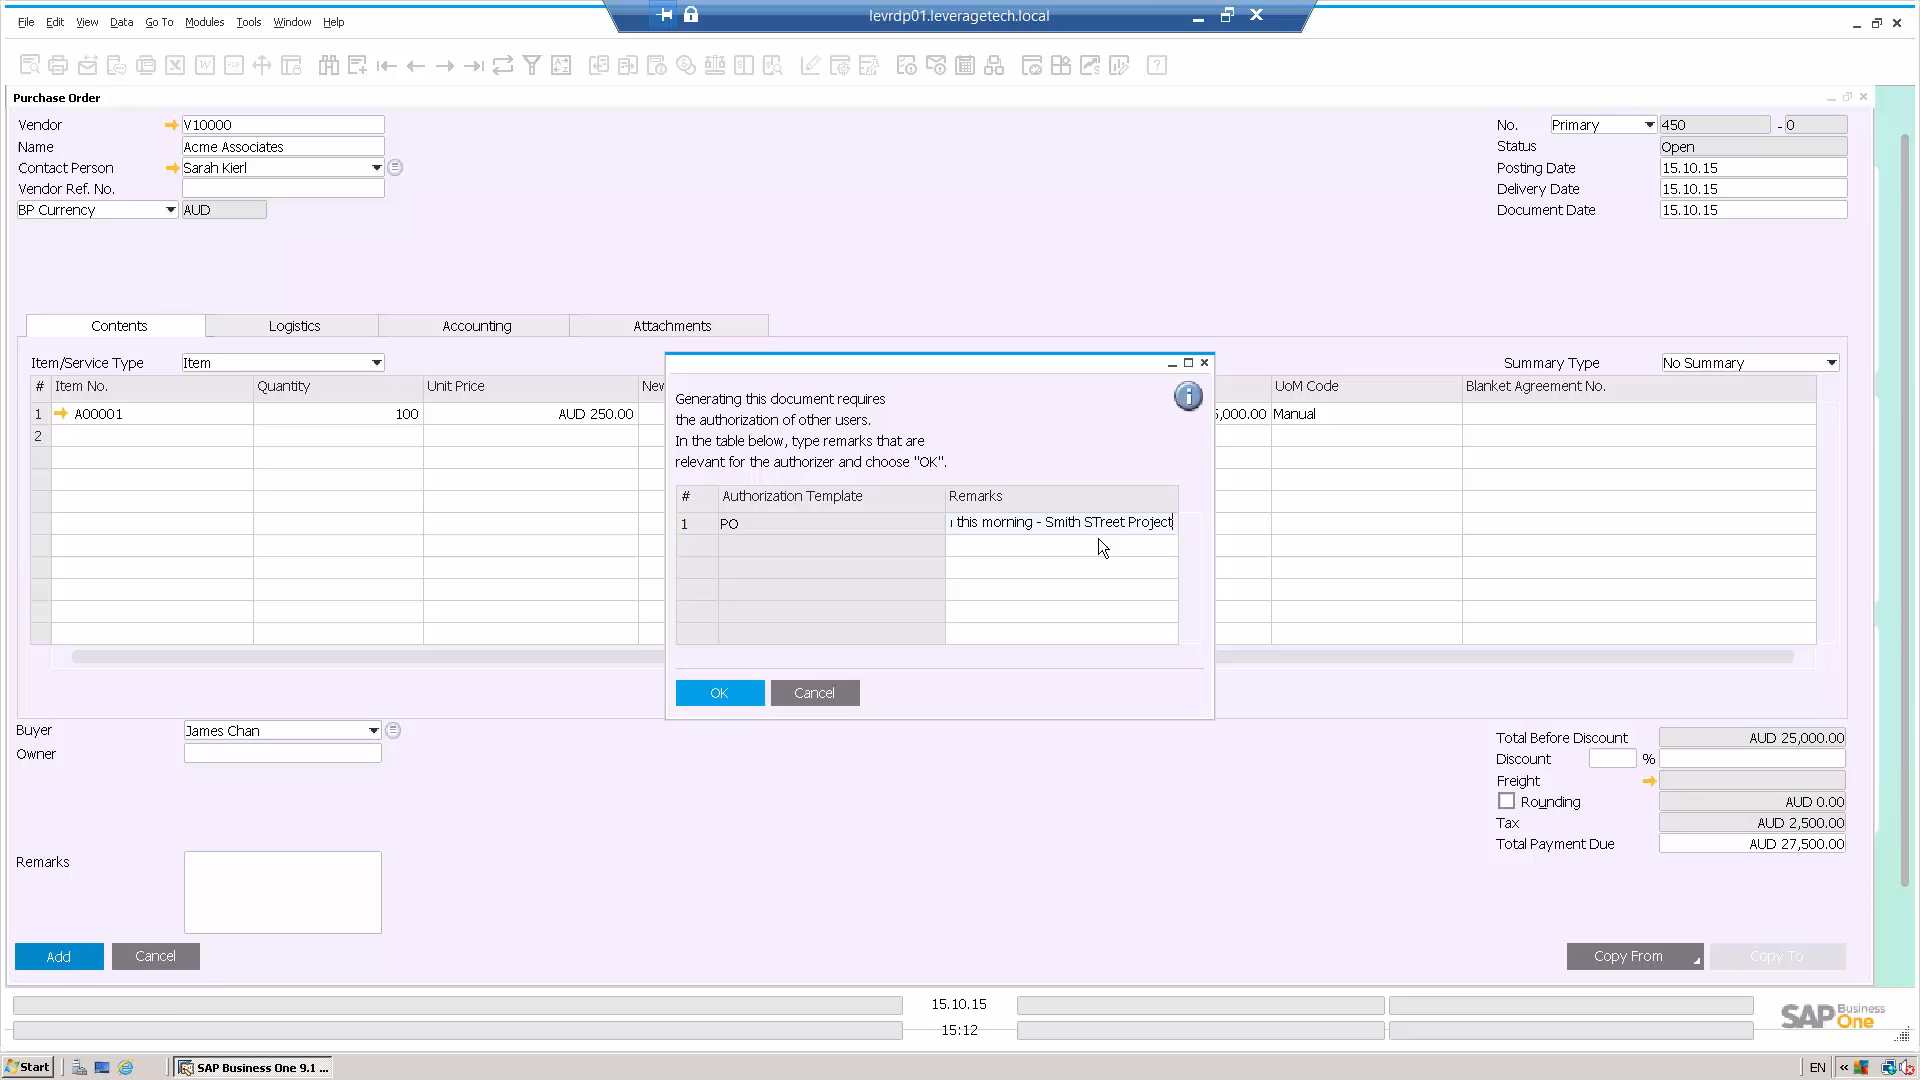 levrdp01.leveragetech.local
File Edit View Data Go To Modules Tools Window Help
Purchase Order
Vendor V10000
Name Acme Associates
Contact Person Sarah Kierl
Vendor Ref. No.
BP Currency AUD
No. Primary 450 - 0
Status Open
Posting Date 15.10.15
Delivery Date 15.10.15
Document Date 15.10.15
Contents Logistics Accounting Attachments
Item/Service Type Item
Summary Type No Summary
# Item No. Quantity Unit Price UoM Code Blanket Agreement No.
1 A00001 100 AUD 250.00 5,000.00 Manual
2
Generating this document requires
the authorization of other users.
In the table below, type remarks that are
relevant for the authorizer and choose "OK".
# Authorization Template Remarks
1 PO this morning - Smith STreet Project
OK Cancel
Buyer James Chan
Owner
Remarks
Total Before Discount AUD 25,000.00
Discount %
Freight
Rounding AUD 0.00
Tax AUD 2,500.00
Total Payment Due AUD 27,500.00
Add Cancel
Copy From Copy To
15.10.15
15:12
SAP Business One
Start SAP Business One 9.1 ... EN «